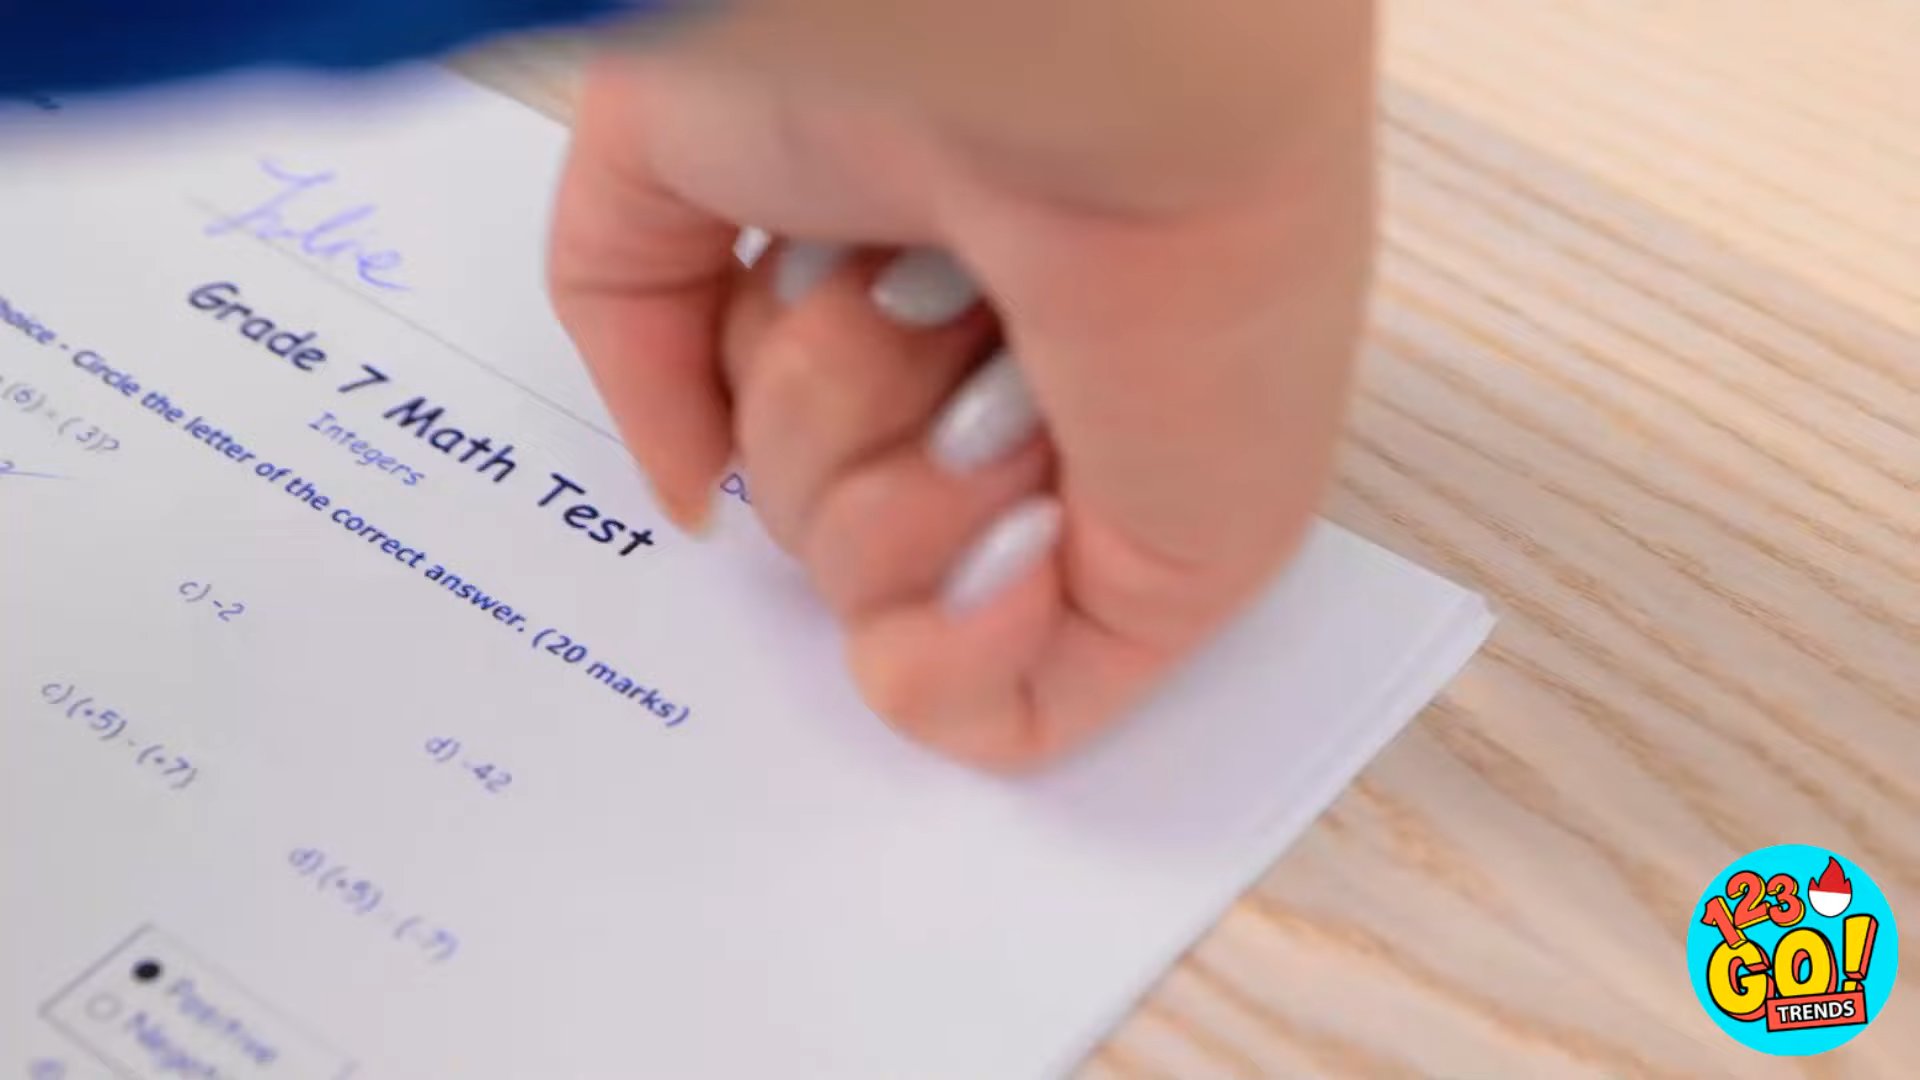 Julie
Grade 7 Math Test
Integers
- Circle the letter of the correct answer. (20 marks)
(6) - (3)?
c) -2
d) -42
c) (+5) - (+7)
d) (+5) - (-7)
Positive
123
GO!
TRENDS